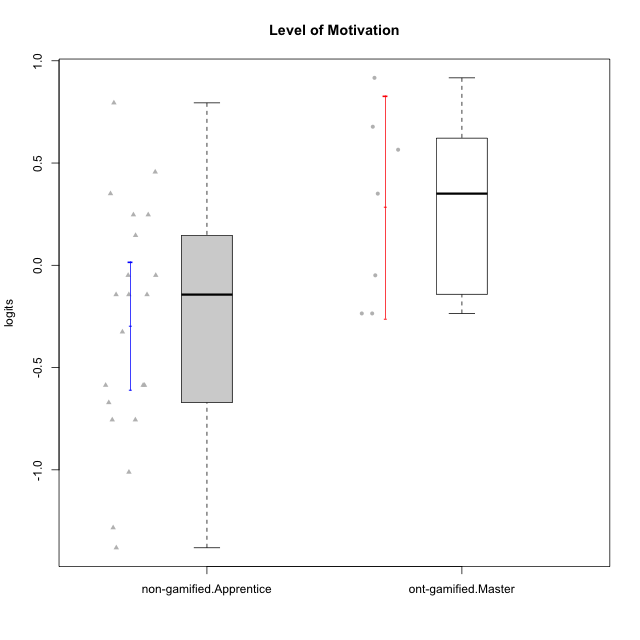 Level of Motivation
logits
1.0
0.5
0.0
-0.5
-1.0
non-gamified.Apprentice
ont-gamified.Master